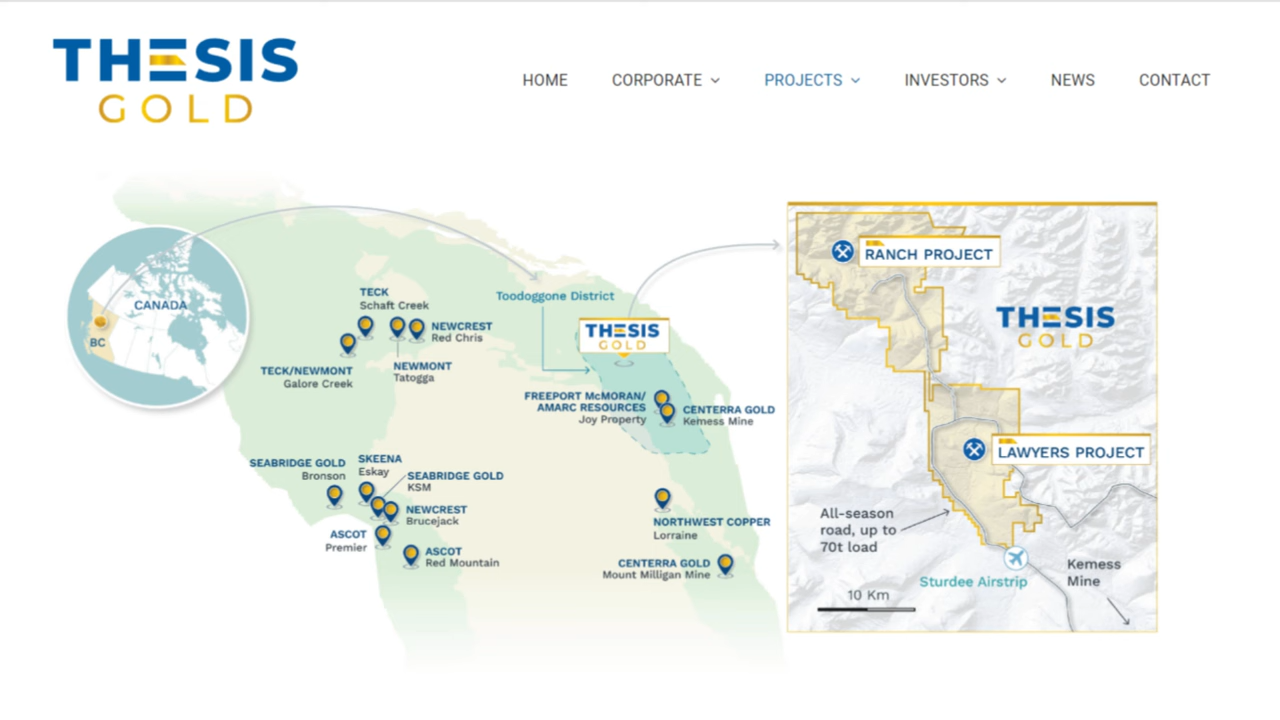 THESIS
GOLD
HOME CORPORATE PROJECTS INVESTORS NEWS CONTACT
CANADA
BC
TECK
Schaft Creek
NEWCREST
Red Chris
TECK/NEWMONT
Galore Creek
NEWMONT
Tatogga
Toodoggone District
THESIS
GOLD
FREEPORT McMORAN/
AMARC RESOURCES
Joy Property
CENTERRA GOLD
Kemess Mine
SEABRIDGE GOLD
Bronson
SKEENA
Eskay
SEABRIDGE GOLD
KSM
NEWCREST
Brucejack
ASCOT
Premier
ASCOT
Red Mountain
NORTHWEST COPPER
Lorraine
CENTERRA GOLD
Mount Milligan Mine
RANCH PROJECT
THESIS
GOLD
LAWYERS PROJECT
All-season
road, up to
70t load
Sturdee Airstrip
Kemess
Mine
10 Km